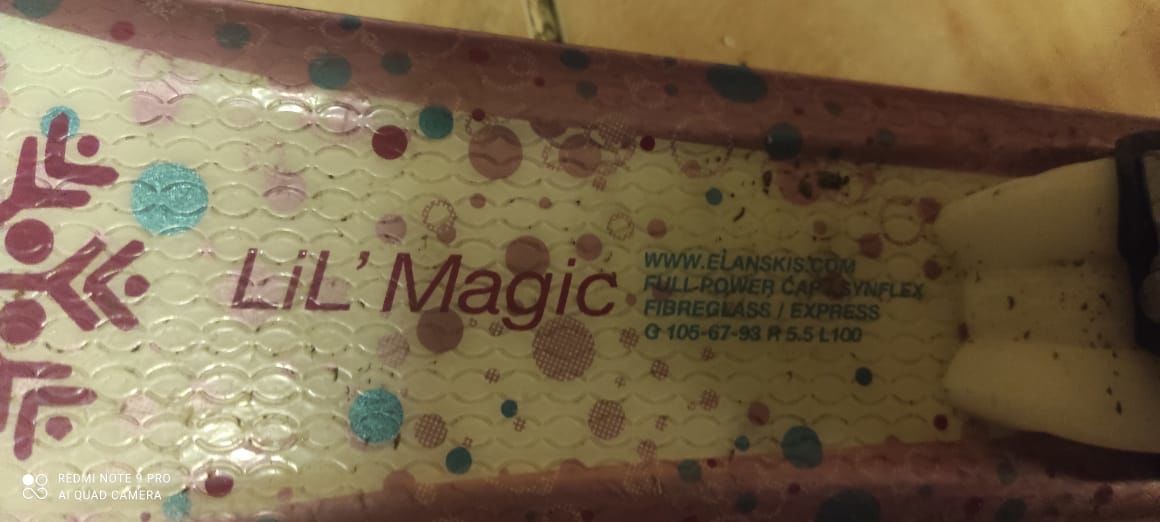 LiL' Magic
WWW.ELANSKIS.COM
FULL POWER CAP / SYNFLEX
FIBREGLASS / EXPRESS
G 105-67-93 R 5.5 L100
REDMI NOTE 9 PRO
AI QUAD CAMERA